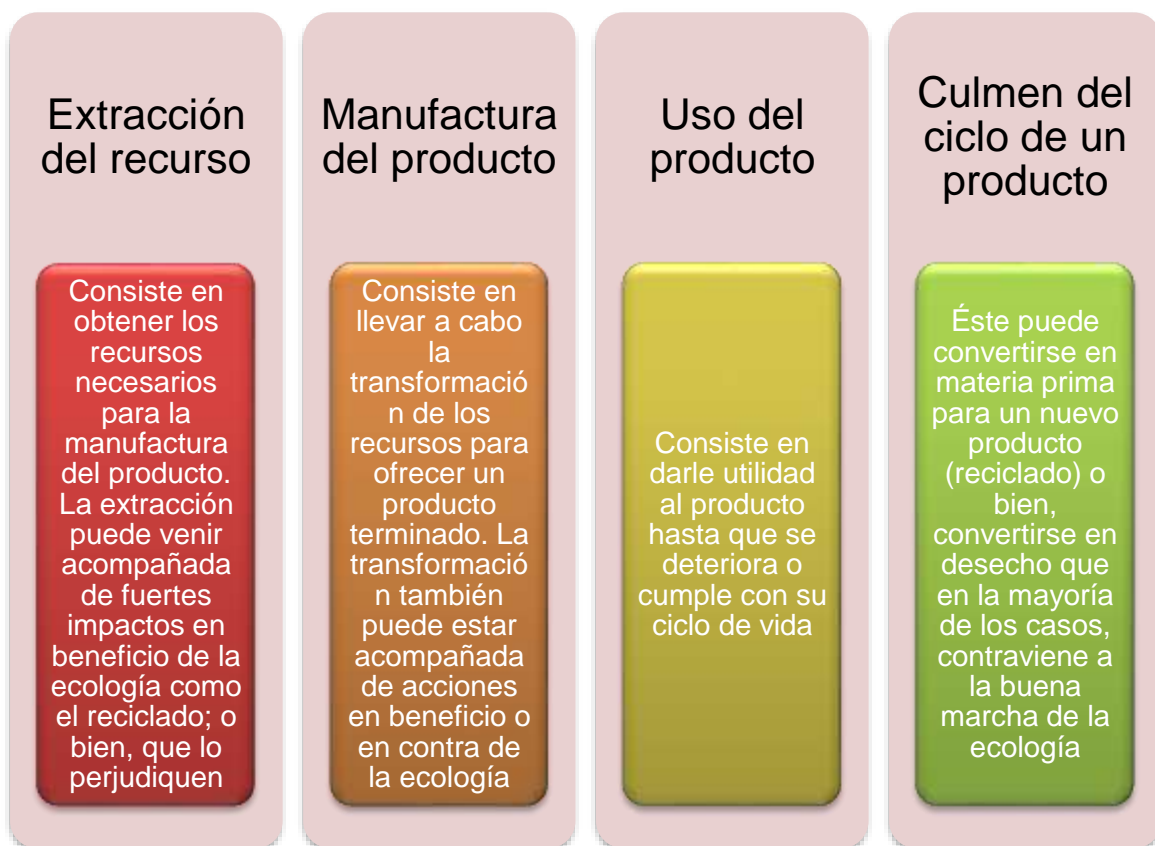 Extracción
del recurso
Consiste en
obtener los
recursos
necesarios
para la
manufactura
del producto.
La extracción
puede venir
acompañada
de fuertes
impactos en
beneficio de la
ecología como
el reciclado; o
bien, que lo
perjudiquen
Manufactura
del producto
Consiste en
llevar a cabo
la
transformació
n de los
recursos para
ofrecer un
producto
terminado. La
transformació
n también
puede estar
acompañada
de acciones
en beneficio o
en contra de
la ecología
Uso del
producto
Consiste en
darle utilidad
al producto
hasta que se
deteriora o
cumple con su
ciclo de vida
Culmen del
ciclo de un
producto
Éste puede
convertirse en
materia prima
para un nuevo
producto
(reciclado) o
bien,
convertirse en
desecho que
en la mayoría
de los casos,
contraviene a
la buena
marcha de la
ecología